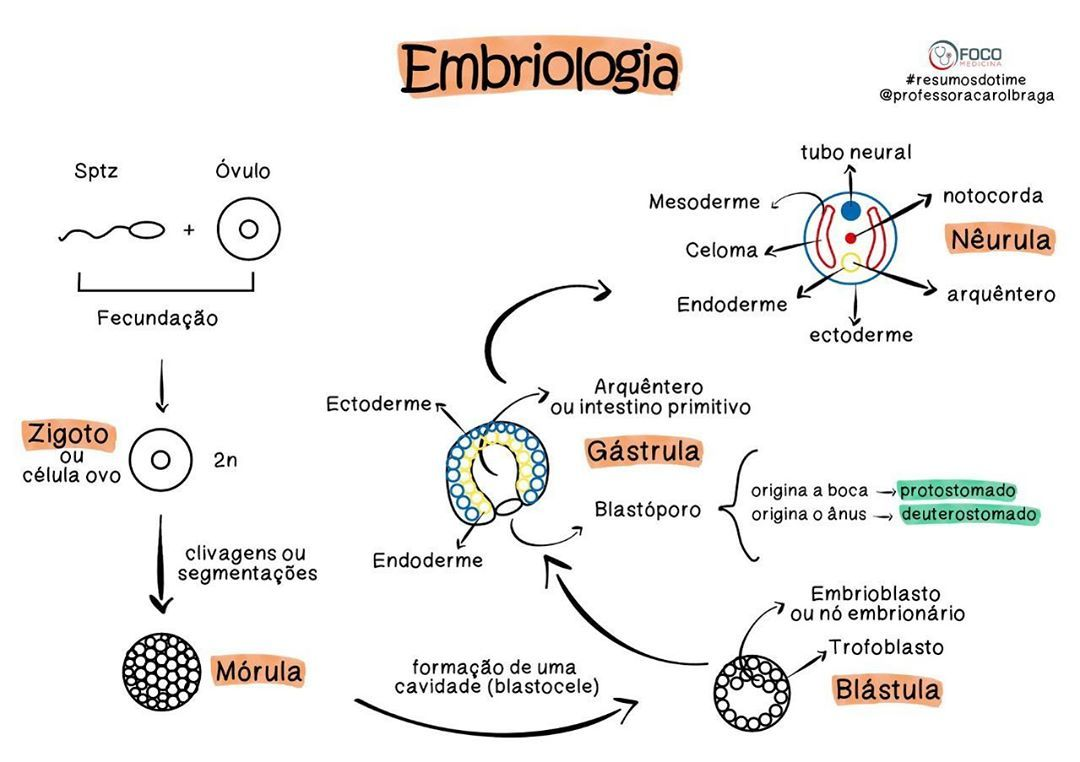 Embriologia
FOCO
MEDICINA
#resumosdotime
@professoracarolbraga
Sptz
Óvulo
+
Fecundação
Zigoto
ou
célula ovo
2n
clivagens ou
segmentações
Mórula
formação de uma
cavidade (blastocele)
Embrioblasto
ou nó embrionário
Trofoblasto
Blástula
Ectoderme
Arquêntero
ou intestino primitivo
Gástrula
Blastóporo
origina a boca → protostomado
origina o ânus → deuterostomado
Endoderme
tubo neural
Mesoderme
notocorda
Nêurula
Celoma
Endoderme
arquêntero
ectoderme